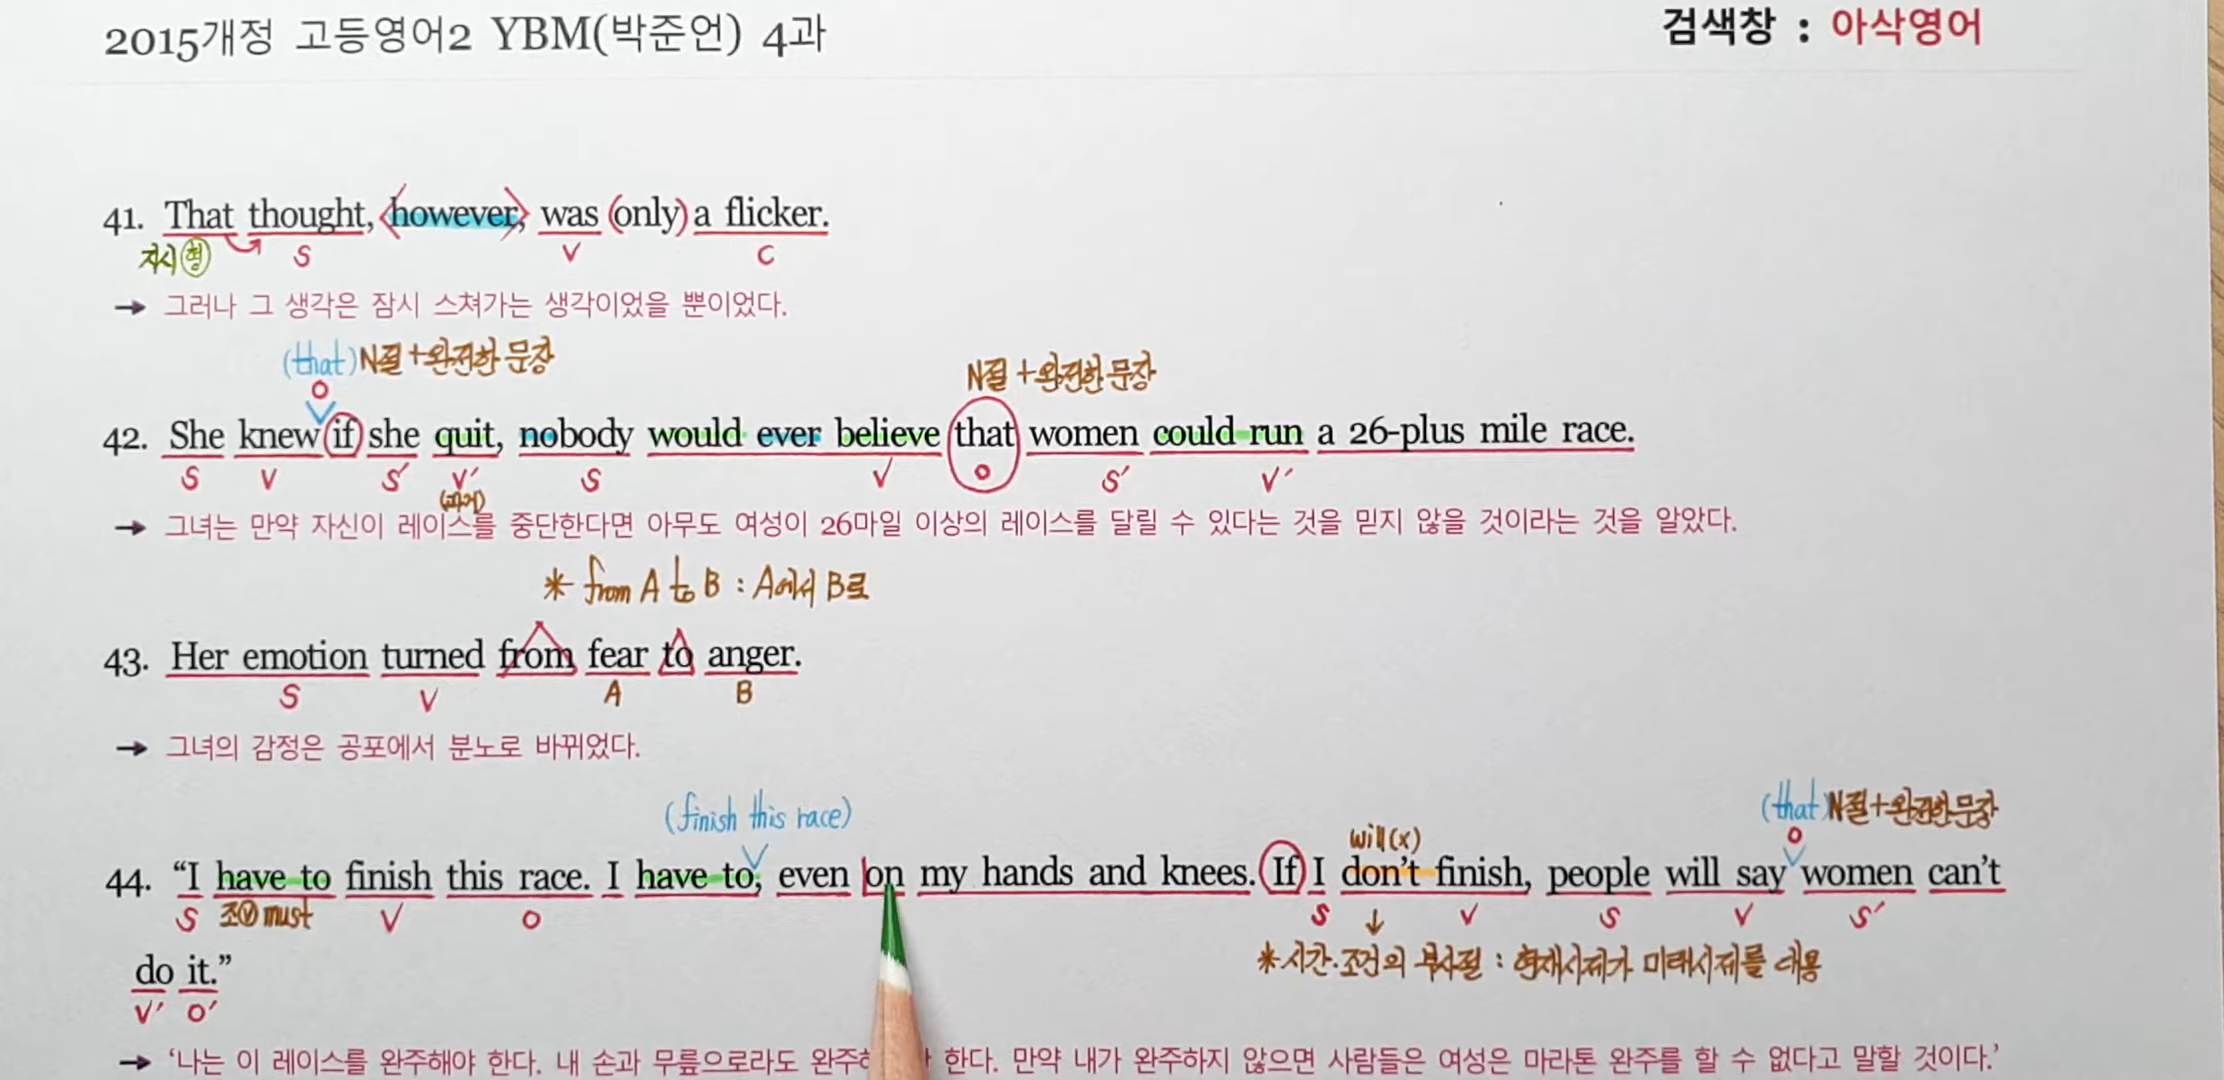 2015개정 고등영어2 YBM(박준언) 4과
검색창 : 아삭영어
41. That thought, however, was (only) a flicker.
지시 형 S V C
→ 그러나 그 생각은 잠시 스쳐가는 생각이었을 뿐이었다.
(that) N절+완전한 문장
N절+완전한 문장
O
42. She knew if she quit, nobody would ever believe that women could run a 26-plus mile race.
S V S' V' S V O S' V'
(과거)
→ 그녀는 만약 자신이 레이스를 중단한다면 아무도 여성이 26마일 이상의 레이스를 달릴 수 있다는 것을 믿지 않을 것이라는 것을 알았다.
* from A to B : A에서 B로
43. Her emotion turned from fear to anger.
S V A B
→ 그녀의 감정은 공포에서 분노로 바뀌었다.
(finish this race)
(that) N절+완전한문장
will(x)
O
44. “I have to finish this race. I have to, even on my hands and knees. If I don't finish, people will say women can't
S 조V must V O S ↓ V S V S'
*시간·조건의 부사절 : 현재시제가 미래시제를 대용
do it.”
V' O'
→ ‘나는 이 레이스를 완주해야 한다. 내 손과 무릎으로라도 한다. 만약 내가 완주하지 않으면 사람들은 여성은 마라톤 완주를 할 수 없다고 말할 것이다.’